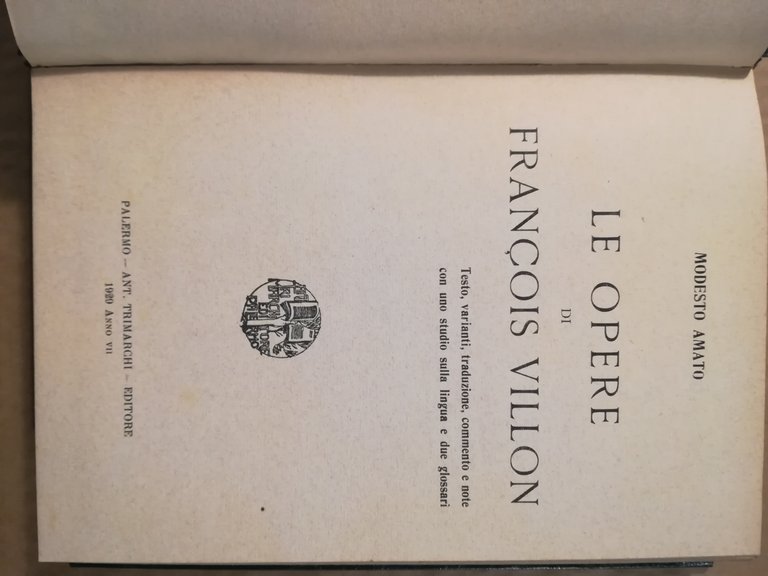 MODESTO AMATO
LE OPERE
DI
FRANÇOIS VILLON
Testo, varianti, traduzione, commento e note
con uno studio sulla lingua e due glossari
PALERMO — ANT. TRIMARCHI — EDITORE
1929 ANNO VII